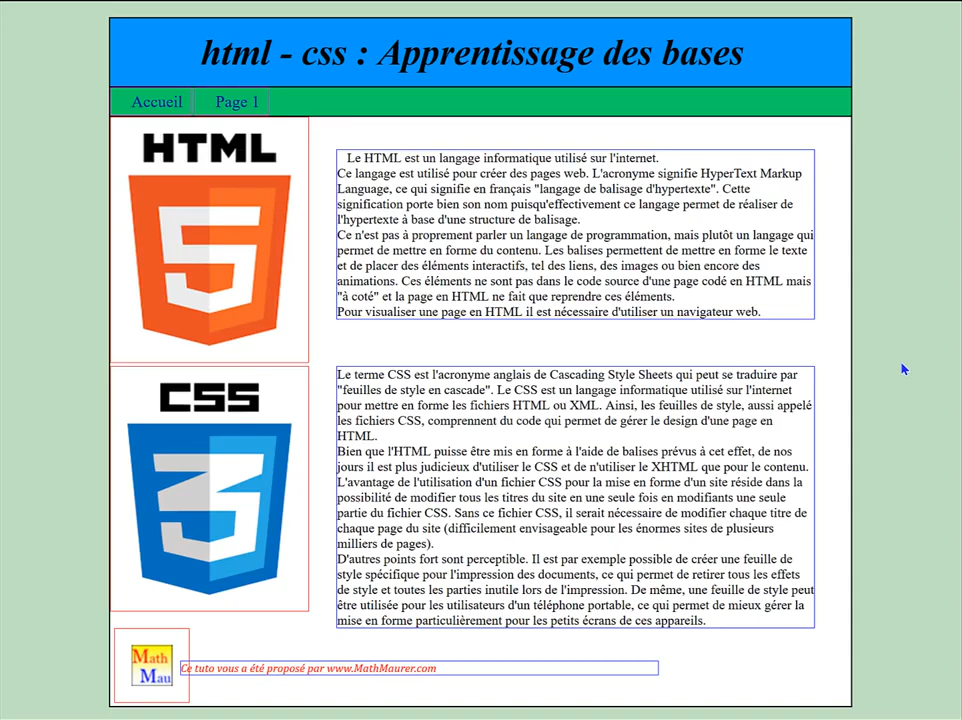 html - css : Apprentissage des bases
Accueil
Page 1
HTML
5
Le HTML est un langage informatique utilisé sur l'internet.
Ce langage est utilisé pour créer des pages web. L'acronyme signifie HyperText Markup
Language, ce qui signifie en français "langage de balisage d'hypertexte". Cette
signification porte bien son nom puisqu'effectivement ce langage permet de réaliser de
l'hypertexte à base d'une structure de balisage.
Ce n'est pas à proprement parler un langage de programmation, mais plutôt un langage qui
permet de mettre en forme du contenu. Les balises permettent de mettre en forme le texte
et de placer des éléments interactifs, tel des liens, des images ou bien encore des
animations. Ces éléments ne sont pas dans le code source d'une page codé en HTML mais
"à coté" et la page en HTML ne fait que reprendre ces éléments.
Pour visualiser une page en HTML il est nécessaire d'utiliser un navigateur web.
CSS
3
Le terme CSS est l'acronyme anglais de Cascading Style Sheets qui peut se traduire par
"feuilles de style en cascade". Le CSS est un langage informatique utilisé sur l'internet
pour mettre en forme les fichiers HTML ou XML. Ainsi, les feuilles de style, aussi appelé
les fichiers CSS, comprennent du code qui permet de gérer le design d'une page en
HTML.
Bien que l'HTML puisse être mis en forme à l'aide de balises prévus à cet effet, de nos
jours il est plus judicieux d'utiliser le CSS et de n'utiliser le XHTML que pour le contenu.
L'avantage de l'utilisation d'un fichier CSS pour la mise en forme d'un site réside dans la
possibilité de modifier tous les titres du site en une seule fois en modifiants une seule
partie du fichier CSS. Sans ce fichier CSS, il serait nécessaire de modifier chaque titre de
chaque page du site (difficilement envisageable pour les énormes sites de plusieurs
milliers de pages).
D'autres points fort sont perceptible. Il est par exemple possible de créer une feuille de
style spécifique pour l'impression des documents, ce qui permet de retirer tous les effets
de style et toutes les parties inutile lors de l'impression. De même, une feuille de style peut
être utilisée pour les utilisateurs d'un téléphone portable, ce qui permet de mieux gérer la
mise en forme particulièrement pour les petits écrans de ces appareils.
Math
Mau
Ce tuto vous a été proposé par www.MathMaurer.com